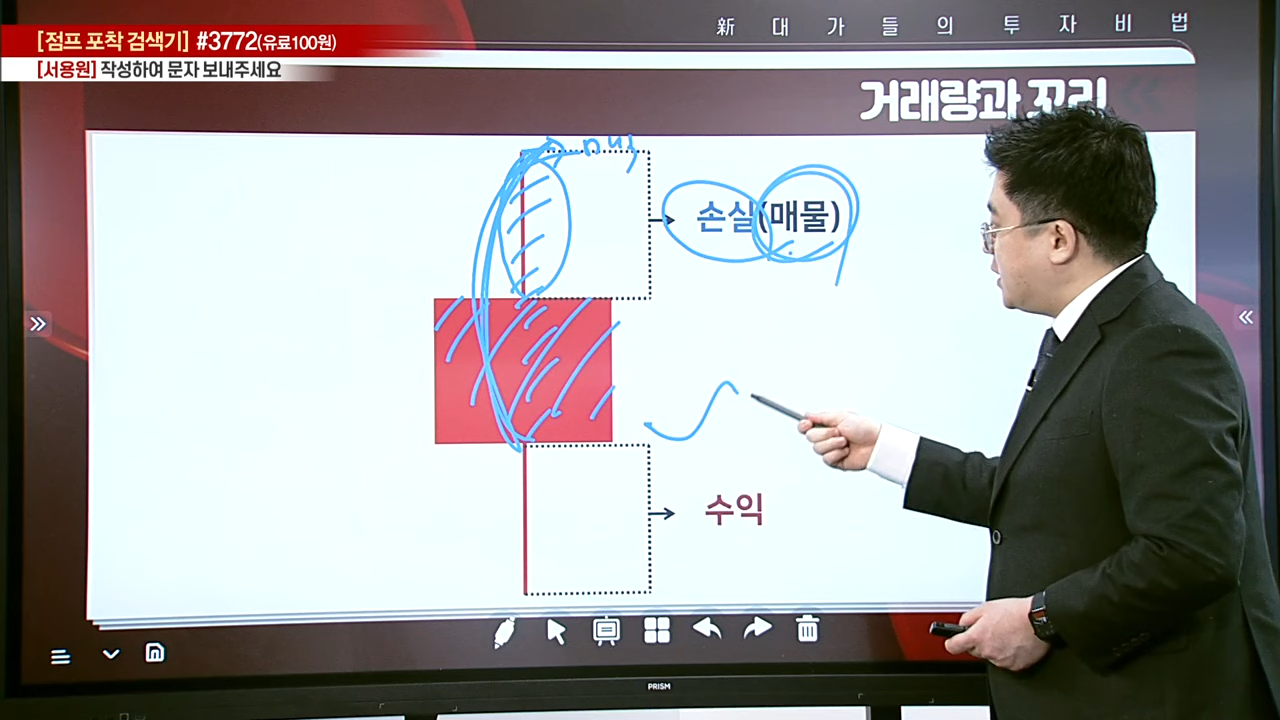 新 대 가 들 의 투 자 비 법
[점프 포착 검색기] #3772(유료100원)
[서용원] 작성하여 문자 보내주세요
거래량과 꼬리
손실(매물)
수익
PRISM